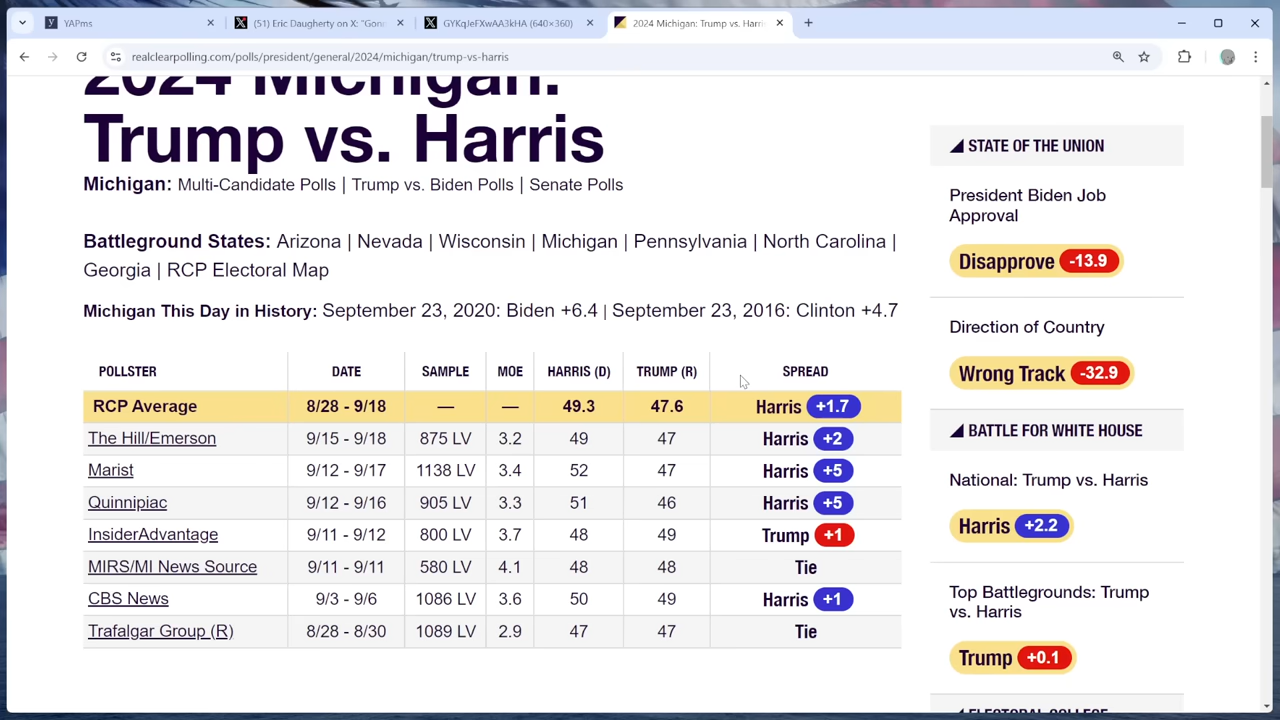 YAPms
(51) Eric Daugherty on X: "Gon
GYKqJeFXwAA3kHA (640×360)
2024 Michigan: Trump vs. Harri
realclearpolling.com/polls/president/general/2024/michigan/trump-vs-harris
2024 Michigan:
Trump vs. Harris
Michigan: Multi-Candidate Polls | Trump vs. Biden Polls | Senate Polls
Battleground States: Arizona | Nevada | Wisconsin | Michigan | Pennsylvania | North Carolina |
Georgia | RCP Electoral Map
Michigan This Day in History: September 23, 2020: Biden +6.4 | September 23, 2016: Clinton +4.7
POLLSTER DATE SAMPLE MOE HARRIS (D) TRUMP (R) SPREAD
RCP Average 8/28 - 9/18 — — 49.3 47.6 Harris +1.7
The Hill/Emerson 9/15 - 9/18 875 LV 3.2 49 47 Harris +2
Marist 9/12 - 9/17 1138 LV 3.4 52 47 Harris +5
Quinnipiac 9/12 - 9/16 905 LV 3.3 51 46 Harris +5
InsiderAdvantage 9/11 - 9/12 800 LV 3.7 48 49 Trump +1
MIRS/MI News Source 9/11 - 9/11 580 LV 4.1 48 48 Tie
CBS News 9/3 - 9/6 1086 LV 3.6 50 49 Harris +1
Trafalgar Group (R) 8/28 - 8/30 1089 LV 2.9 47 47 Tie
STATE OF THE UNION
President Biden Job
Approval
Disapprove -13.9
Direction of Country
Wrong Track -32.9
BATTLE FOR WHITE HOUSE
National: Trump vs. Harris
Harris +2.2
Top Battlegrounds: Trump
vs. Harris
Trump +0.1
ELECTORAL COLLEGE